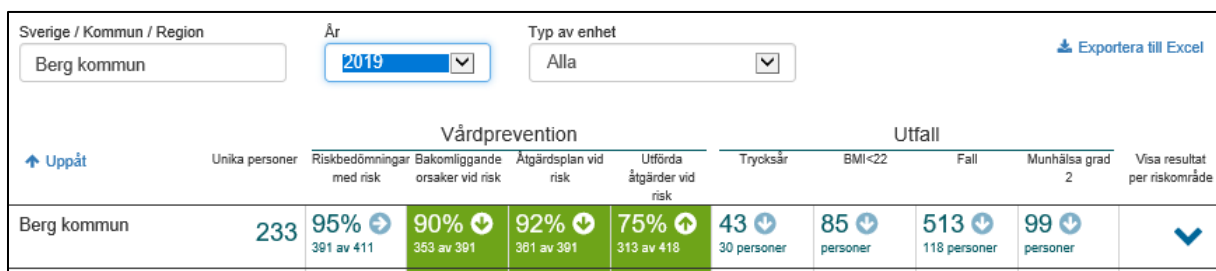 Sverige / Kommun / Region År Typ av enhet
Berg kommun 2019 Alla Exportera till Excel
Vårdprevention Utfall
Uppåt Unika personer Riskbedömningar Bakomliggande Åtgärdsplan vid Utförda Trycksår BMI<22 Fall Munhälsa grad Visa resultat
med risk orsaker vid risk risk åtgärder vid 2 per riskområde
risk
Berg kommun 233 95% 90% 92% 75% 43 85 513 99
391 av 411 353 av 391 361 av 391 313 av 418 30 personer personer 118 personer personer